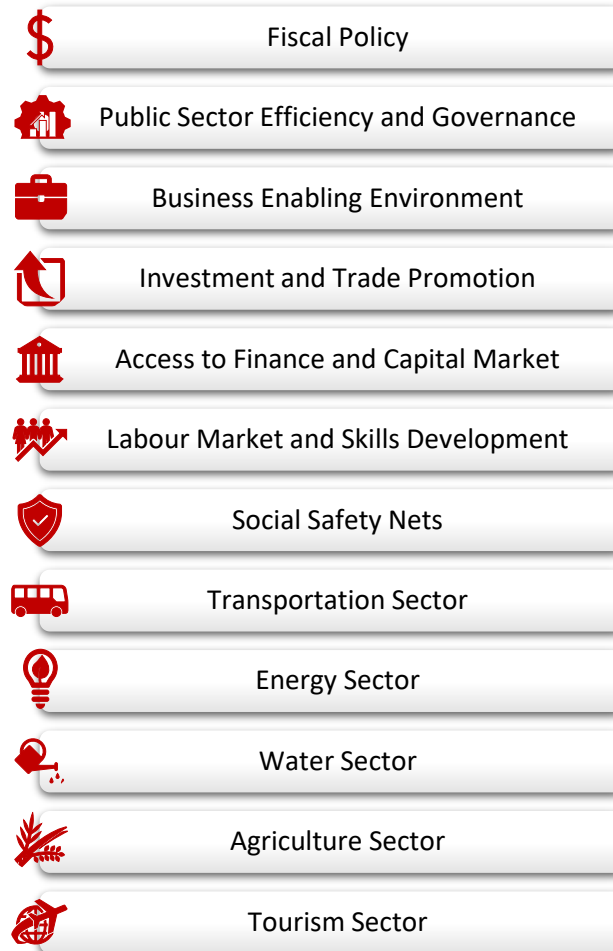 Fiscal Policy
Public Sector Efficiency and Governance
Business Enabling Environment
Investment and Trade Promotion
Access to Finance and Capital Market
Labour Market and Skills Development
Social Safety Nets
Transportation Sector
Energy Sector
Water Sector
Agriculture Sector
Tourism Sector